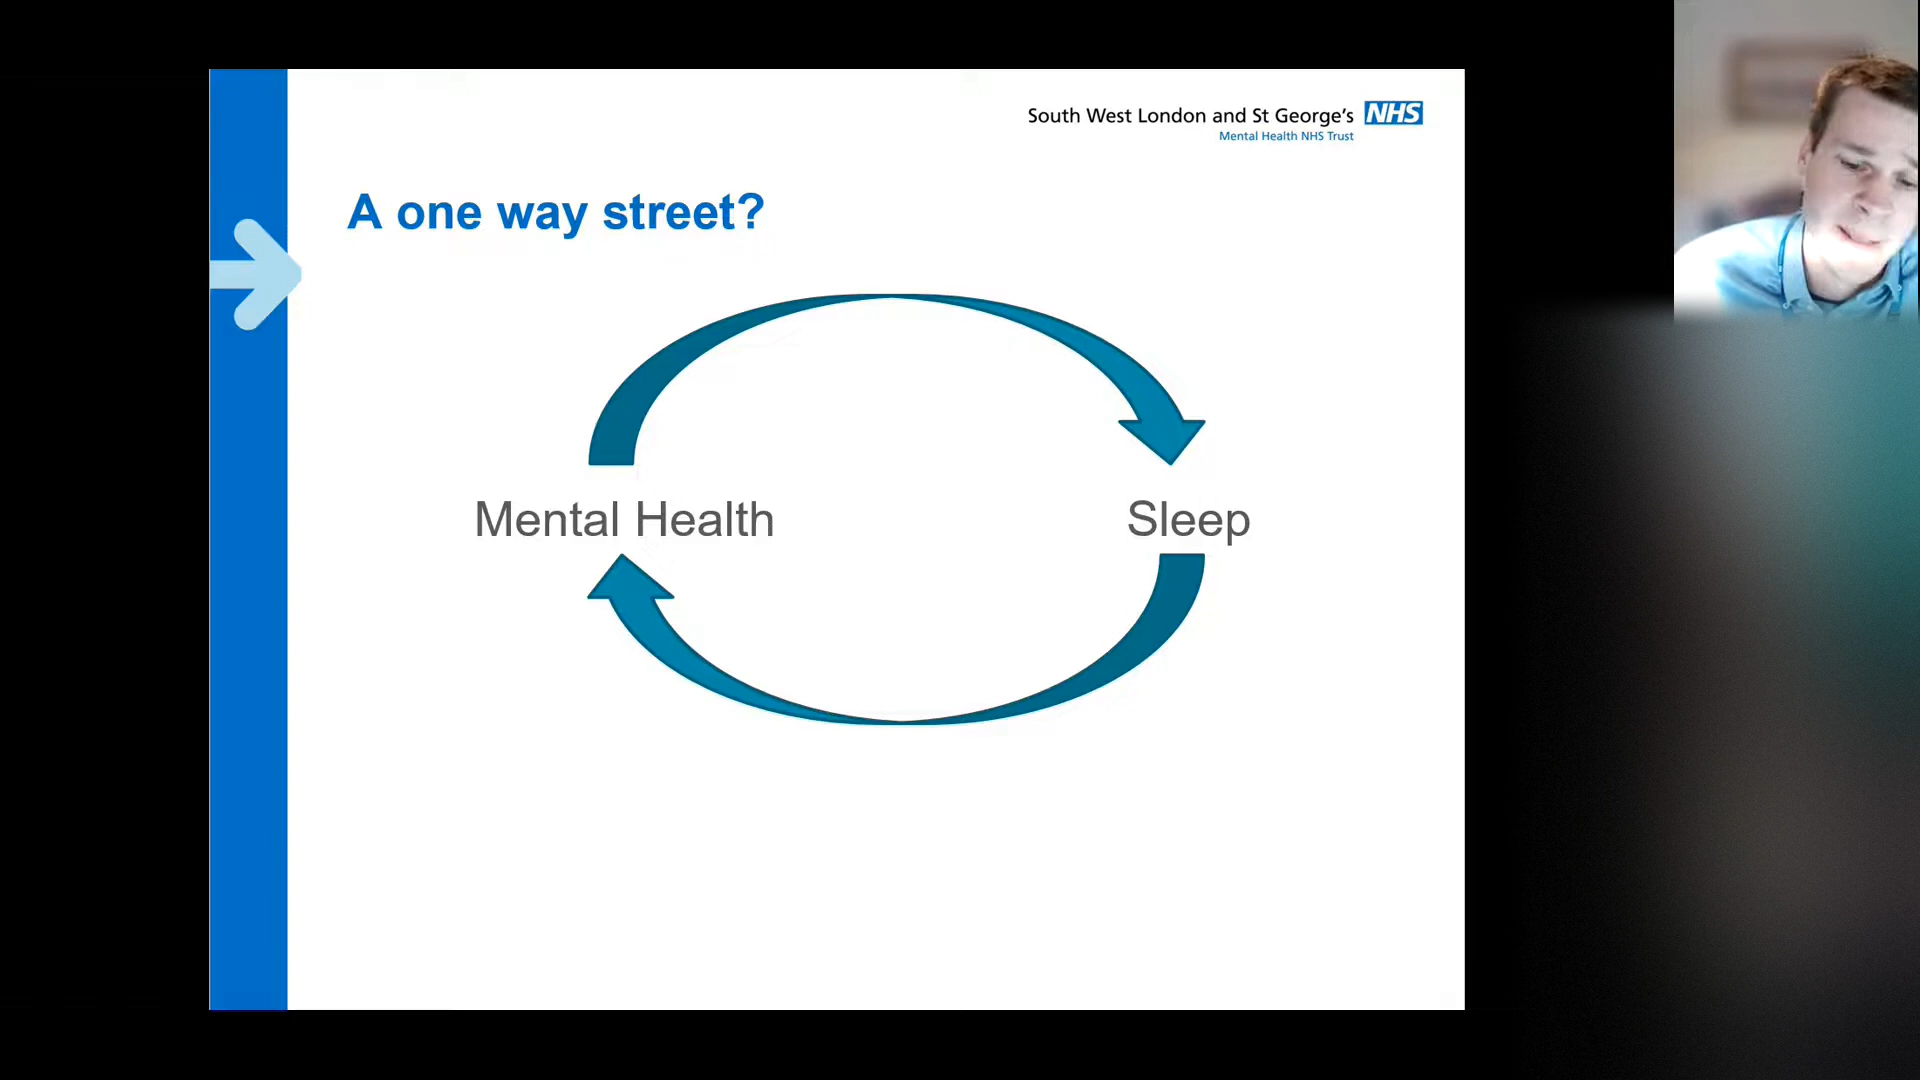 South West London and St George's NHS
Mental Health NHS Trust
A one way street?
Mental Health
Sleep